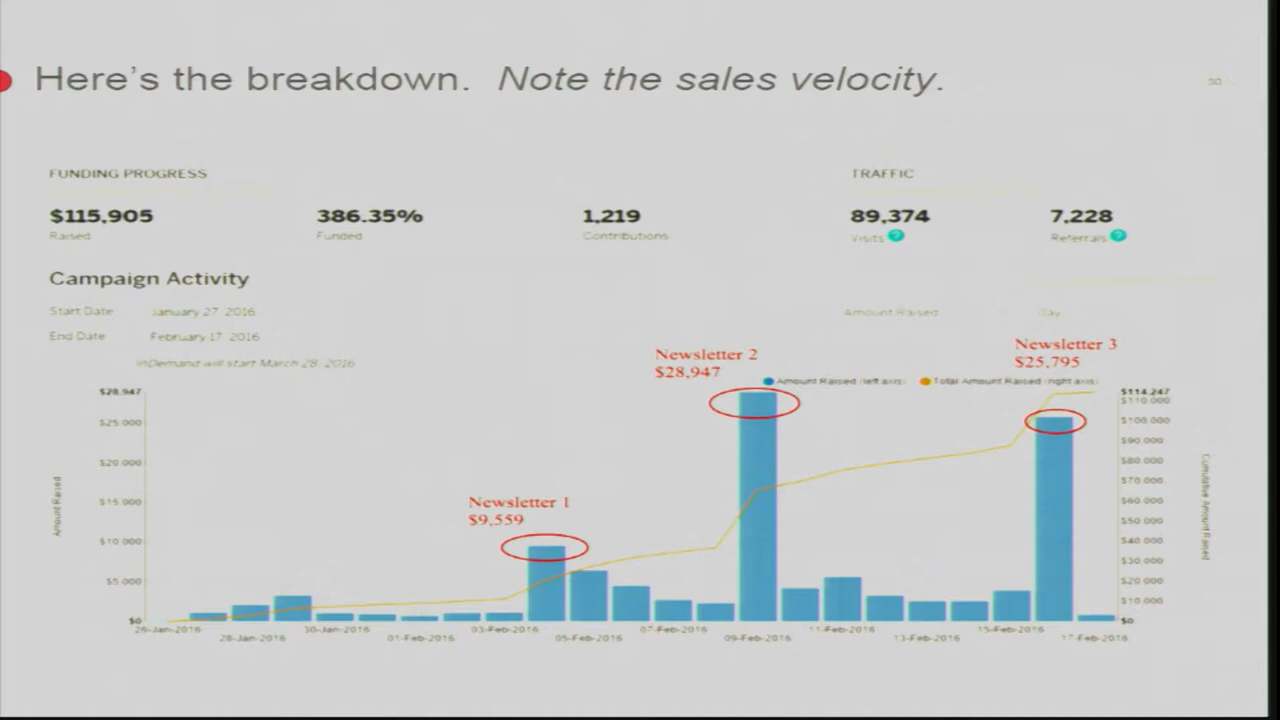 Here's the breakdown. Note the sales velocity.
30
FUNDING PROGRESS
TRAFFIC
$115,905
386.35%
1,219
89,374
7,228
Raised
Funded
Contributions
Visits ?
Referrals ?
Campaign Activity
Start Date January 27, 2016
Amount Raised
Day
End Date February 17, 2016
InDemand will start March 28, 2016
Newsletter 2
$28,947
Newsletter 3
$25,795
Amount Raised (left axis)
Total Amount Raised (right axis)
Newsletter 1
$9,559
$28,947
$25 000
$20 000
$15 000
$10 000
$5 000
$0
Amount Raised
$114,247
$110 000
$100 000
$90 000
$80 000
$70 000
$60 000
$50 000
$40 000
$30 000
$20 000
$10 000
$0
Cumulative Amount Raised
26-Jan-2016
28-Jan-2016
30-Jan-2016
01-Feb-2016
03-Feb-2016
05-Feb-2016
07-Feb-2016
09-Feb-2016
11-Feb-2016
13-Feb-2016
15-Feb-2016
17-Feb-2016